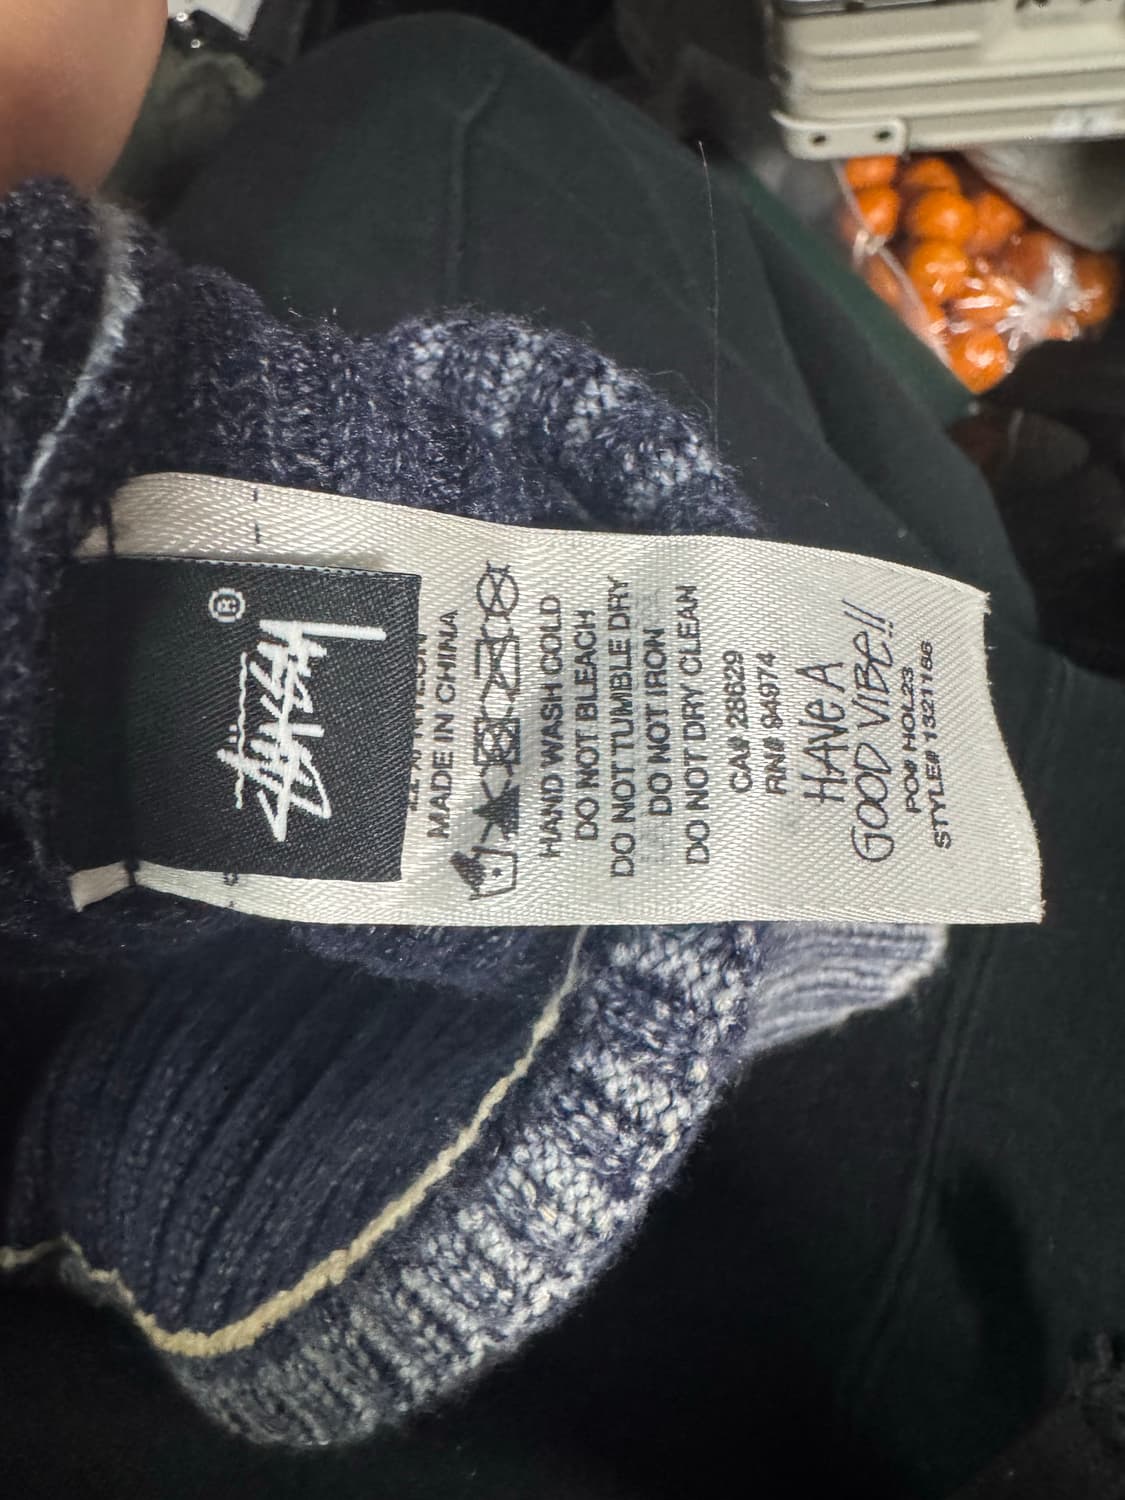 Stüssy
®
MADE IN CHINA
HAND WASH COLD
DO NOT BLEACH
DO NOT TUMBLE DRY
DO NOT IRON
DO NOT DRY CLEAN
CA# 28629
RN# 94974
HAVE A
GOOD VIBE!!
PO# HOL23
STYLE# 1321166